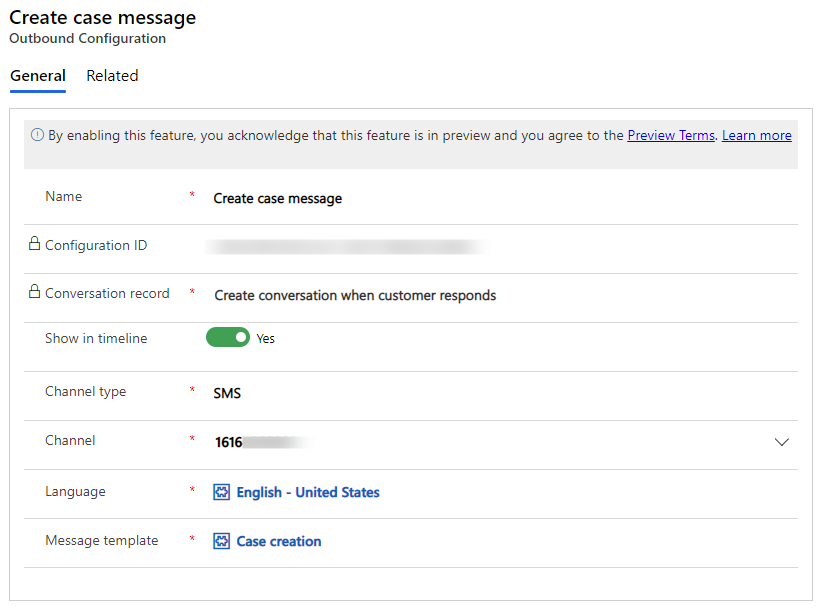 Create case message
Outbound Configuration
General Related
By enabling this feature, you acknowledge that this feature is in preview and you agree to the Preview Terms. Learn more
Name * Create case message
Configuration ID
Conversation record * Create conversation when customer responds
Show in timeline Yes
Channel type * SMS
Channel * 1616
Language * English - United States
Message template * Case creation